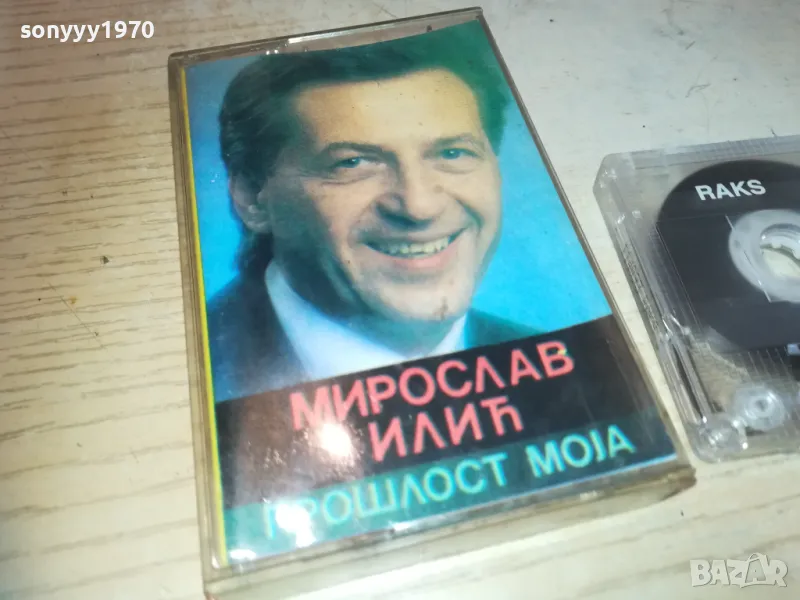 sonyyy1970
RAKS
МИРОСЛАВ
ИЛИЋ
ПРОШЛОСТ МОЈА
BAZAR